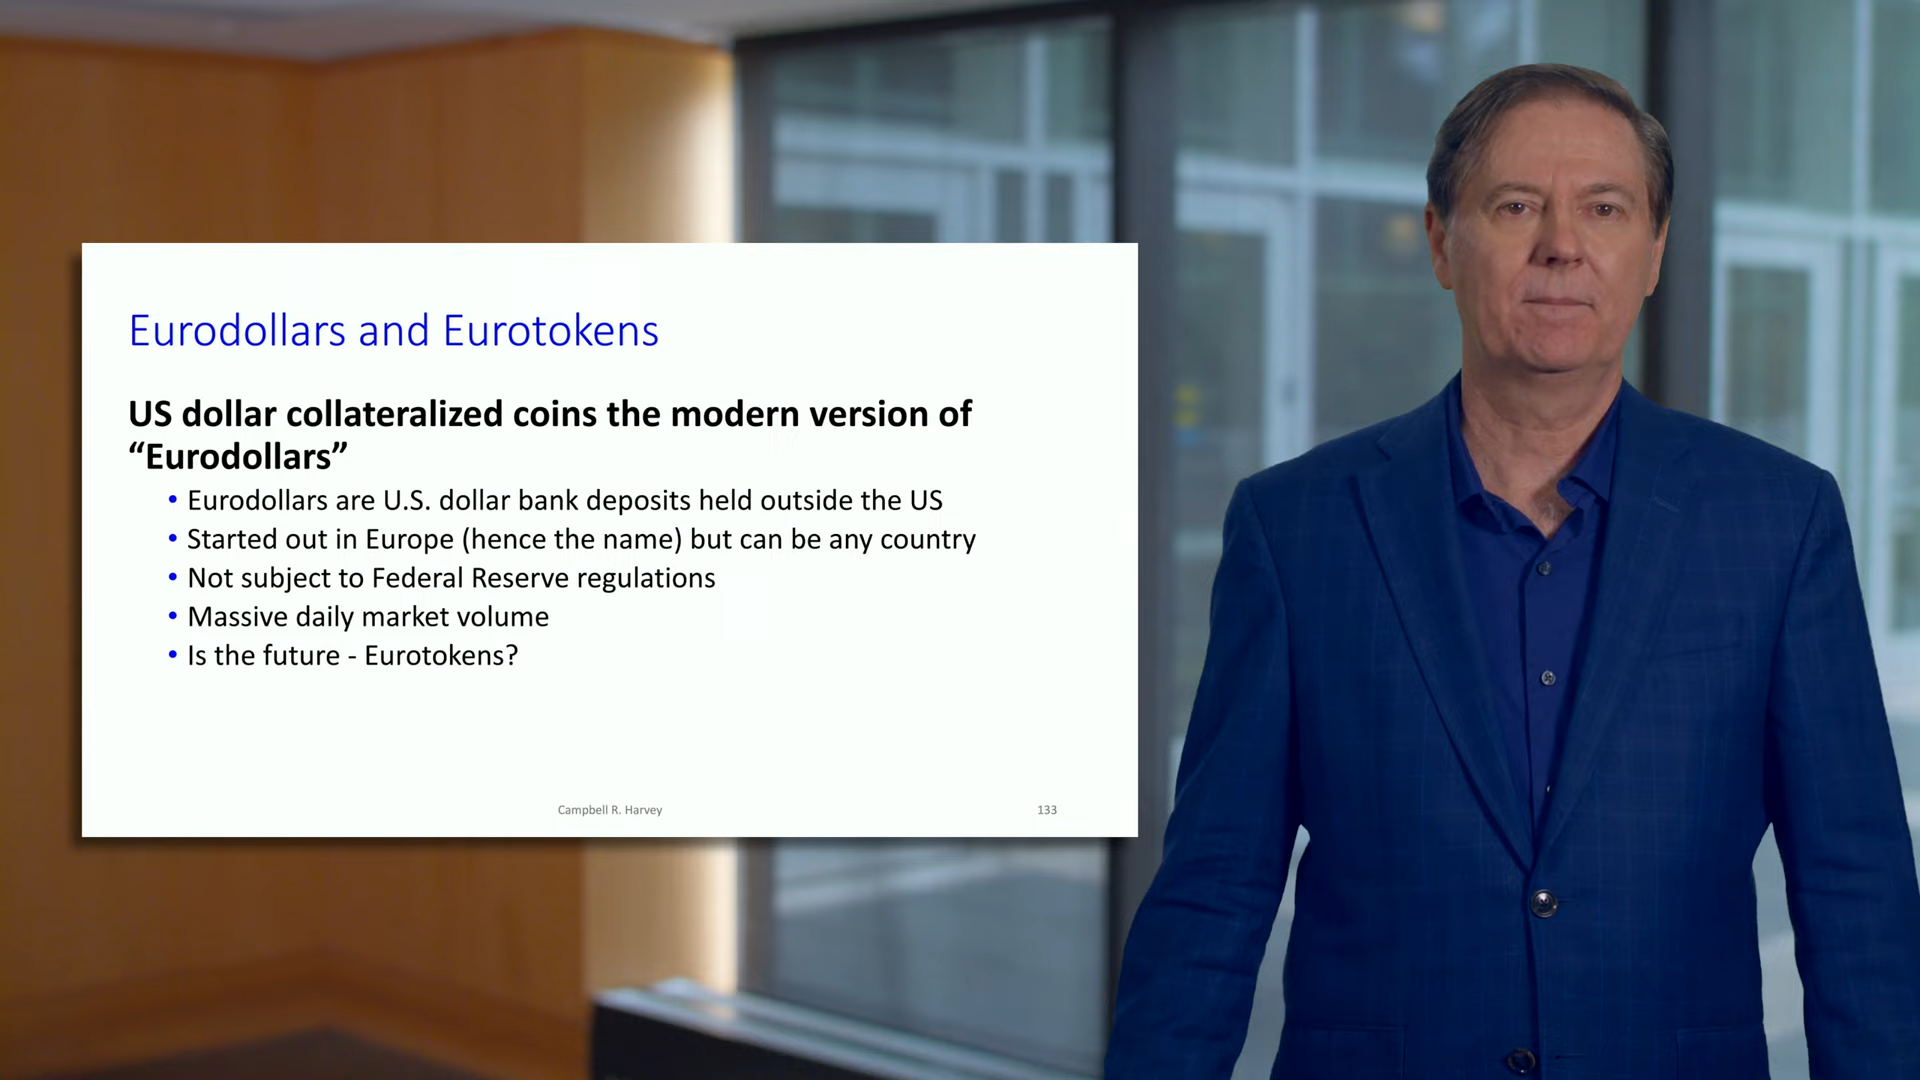 Eurodollars and Eurotokens
US dollar collateralized coins the modern version of
“Eurodollars”
• Eurodollars are U.S. dollar bank deposits held outside the US
• Started out in Europe (hence the name) but can be any country
• Not subject to Federal Reserve regulations
• Massive daily market volume
• Is the future - Eurotokens?
Campbell R. Harvey
133